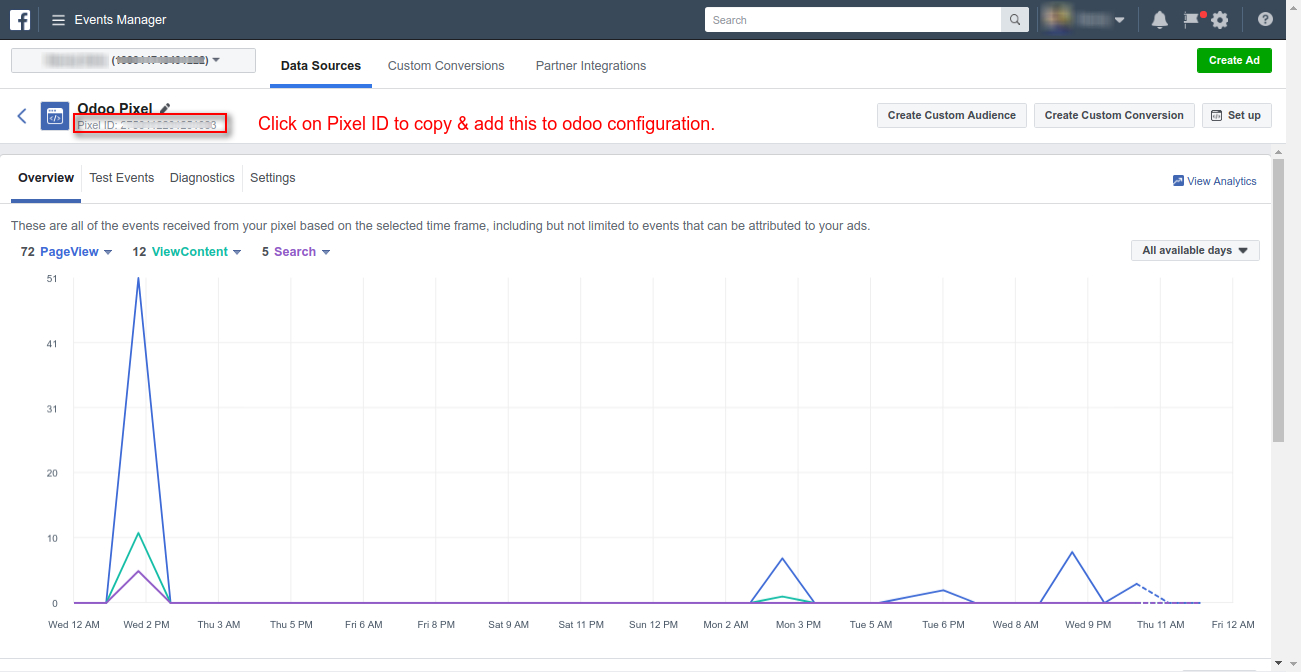 Events Manager
Search
Data Sources
Custom Conversions
Partner Integrations
Create Ad
Odoo Pixel
Pixel ID:
Click on Pixel ID to copy & add this to odoo configuration.
Create Custom Audience
Create Custom Conversion
Set up
Overview
Test Events
Diagnostics
Settings
View Analytics
These are all of the events received from your pixel based on the selected time frame, including but not limited to events that can be attributed to your ads.
72 PageView
12 ViewContent
5 Search
All available days
51
41
31
20
10
0
Wed 12 AM
Wed 2 PM
Thu 3 AM
Thu 5 PM
Fri 6 AM
Fri 8 PM
Sat 9 AM
Sat 11 PM
Sun 12 PM
Mon 2 AM
Mon 3 PM
Tue 5 AM
Tue 6 PM
Wed 8 AM
Wed 9 PM
Thu 11 AM
Fri 12 AM